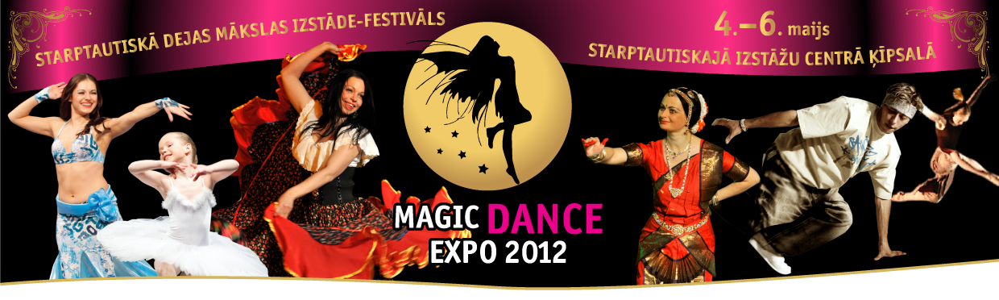 STARPTAUTISKĀ DEJAS MĀKSLAS IZSTĀDE-FESTIVĀLS
4.–6. maijs
STARPTAUTISKAJĀ IZSTĀŽU CENTRĀ ĶĪPSALĀ
MAGIC DANCE
EXPO 2012